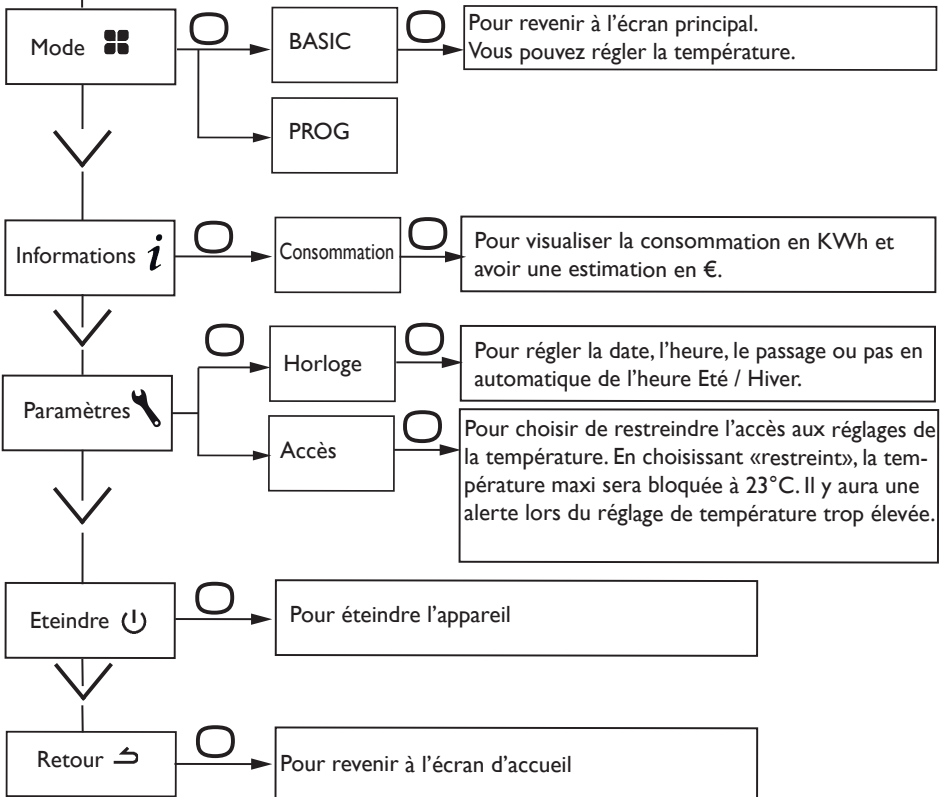 Mode
BASIC
Pour revenir à l'écran principal.
Vous pouvez régler la température.
PROG
Informations i
Consommation
Pour visualiser la consommation en KWh et
avoir une estimation en €.
Paramètres
Horloge
Pour régler la date, l'heure, le passage ou pas en
automatique de l'heure Eté / Hiver.
Accès
Pour choisir de restreindre l'accès aux réglages de
la température. En choisissant «restreint», la tem-
pérature maxi sera bloquée à 23°C. Il y aura une
alerte lors du réglage de température trop élevée.
Eteindre
Pour éteindre l'appareil
Retour
Pour revenir à l'écran d'accueil